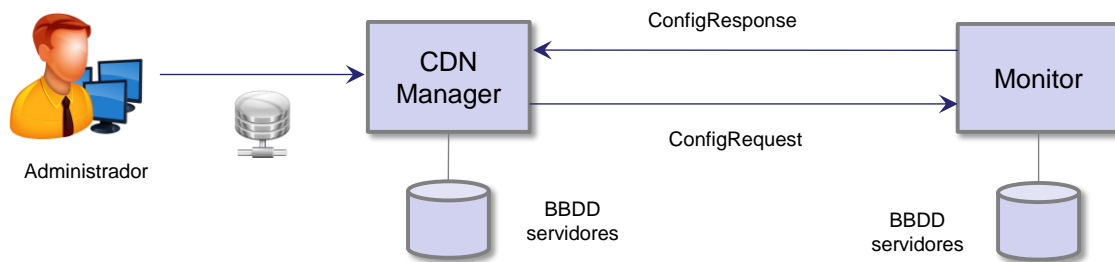 ConfigResponse
CDN
Manager
Monitor
ConfigRequest
Administrador
BBDD
servidores
BBDD
servidores